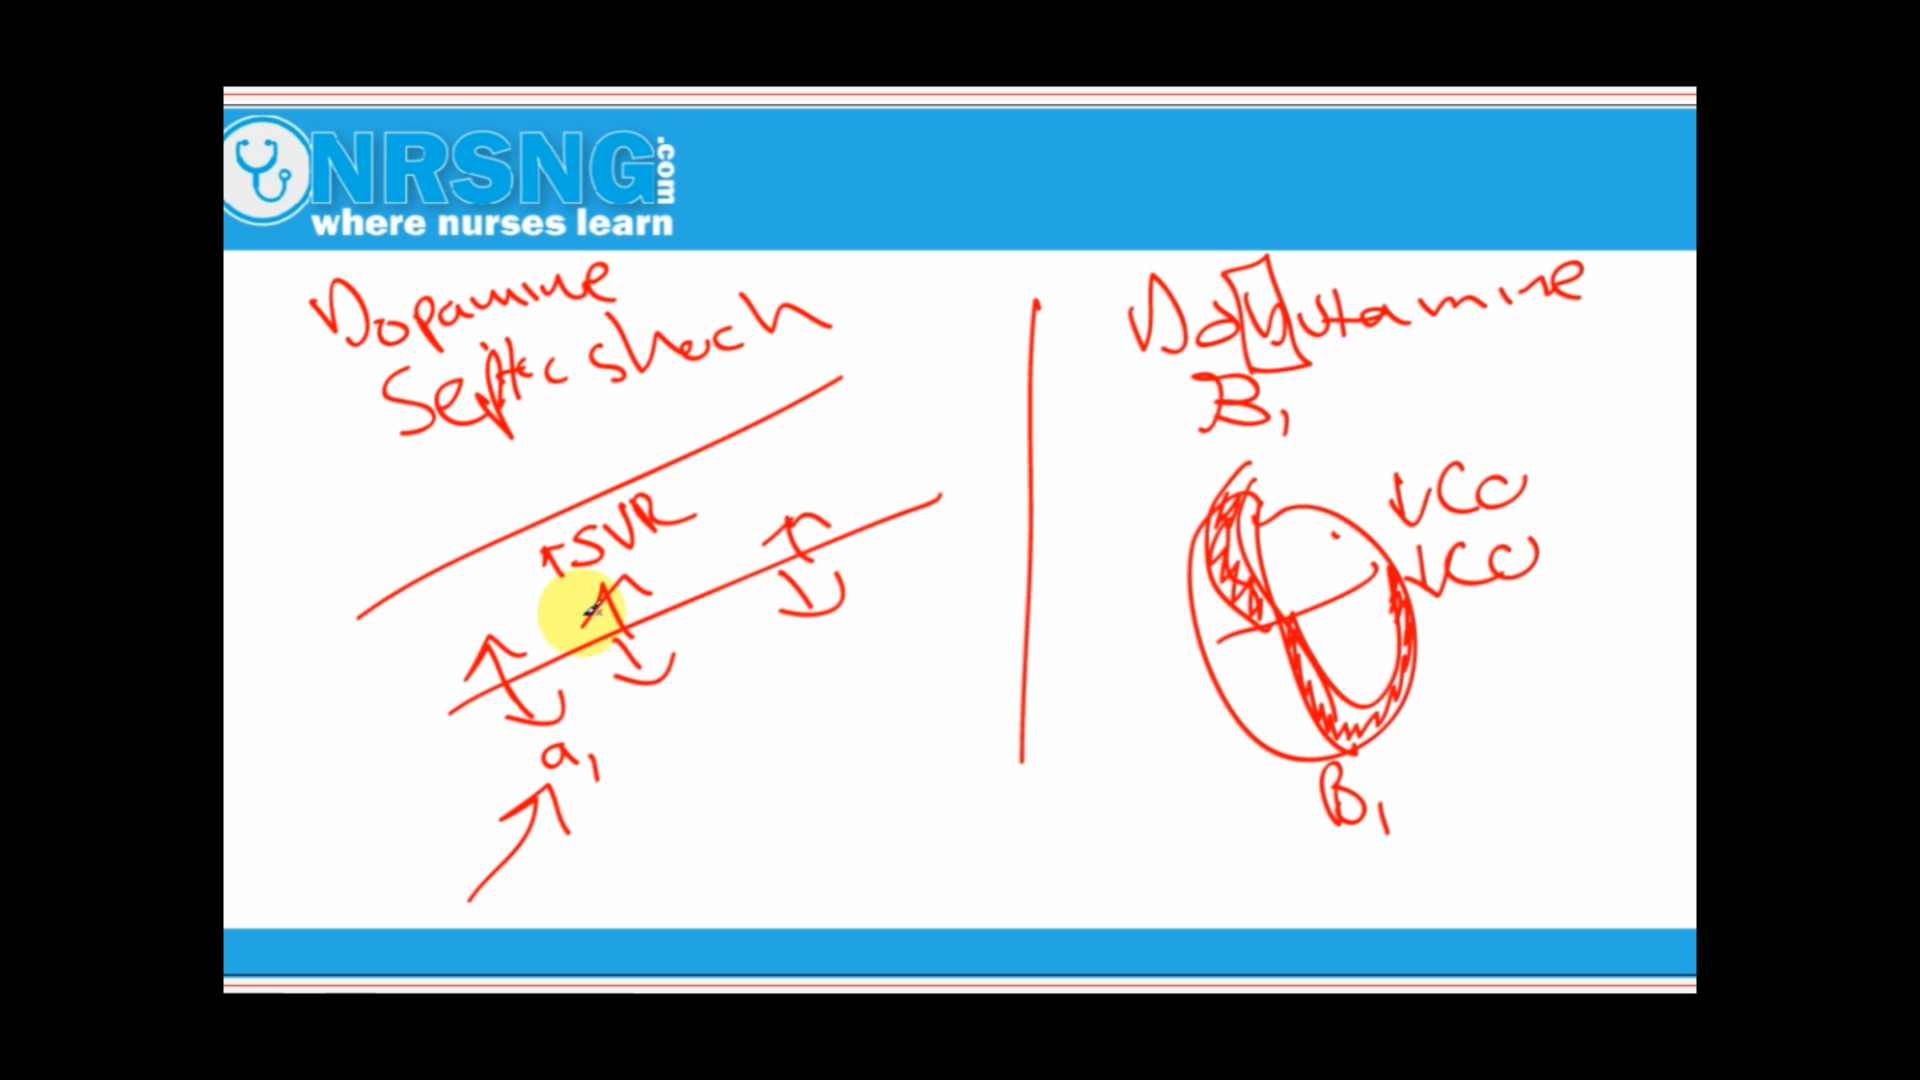 NRSNG.com
where nurses learn
Dopamine
Septic shock
↑SVR
a1
Dobutamine
B1
↓CO
↓CO
B1